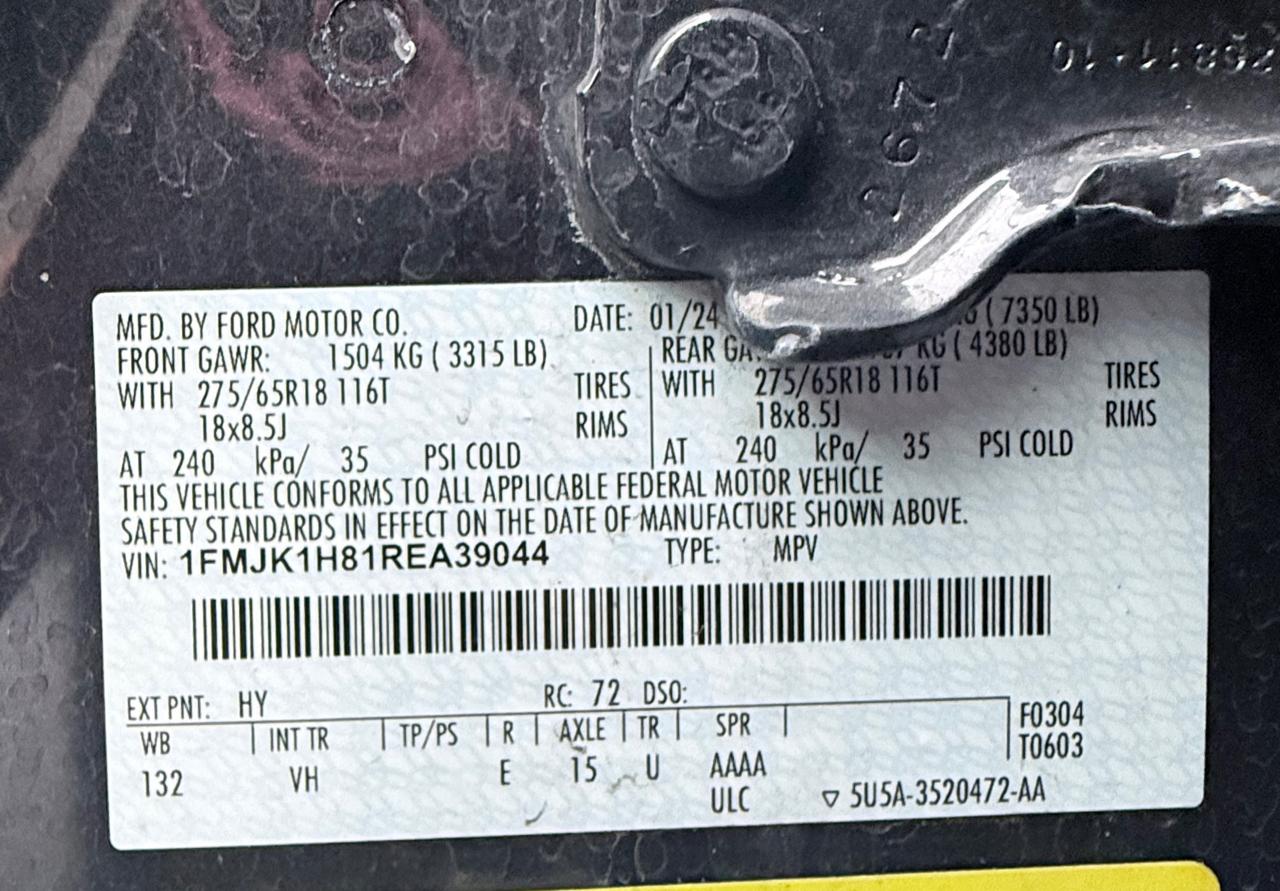 MFD. BY FORD MOTOR CO. DATE: 01/24 ( 7350 LB)
FRONT GAWR: 1504 KG ( 3315 LB) REAR KG ( 4380 LB)
WITH 275/65R18 116T TIRES WITH 275/65R18 116T TIRES
18x8.5J RIMS 18x8.5J RIMS
AT 240 kPa/ 35 PSI COLD AT 240 kPa/ 35 PSI COLD
THIS VEHICLE CONFORMS TO ALL APPLICABLE FEDERAL MOTOR VEHICLE
SAFETY STANDARDS IN EFFECT ON THE DATE OF MANUFACTURE SHOWN ABOVE.
VIN: 1FMJK1H81REA39044 TYPE: MPV
EXT PNT: HY RC: 72 DSO:
WB INT TR TP/PS R AXLE TR SPR F0304
T0603
132 VH E 15 U AAAA
ULC ▽ 5U5A-3520472-AA